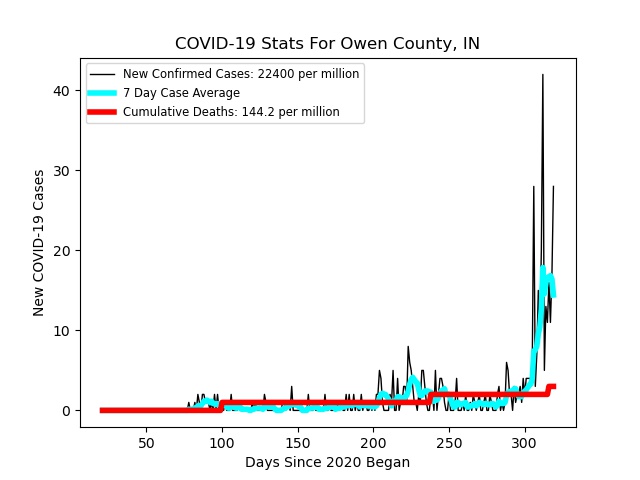 COVID-19 Stats For Owen County, IN
New Confirmed Cases: 22400 per million
7 Day Case Average
Cumulative Deaths: 144.2 per million
New COVID-19 Cases
40
30
20
10
0
50 100 150 200 250 300
Days Since 2020 Began